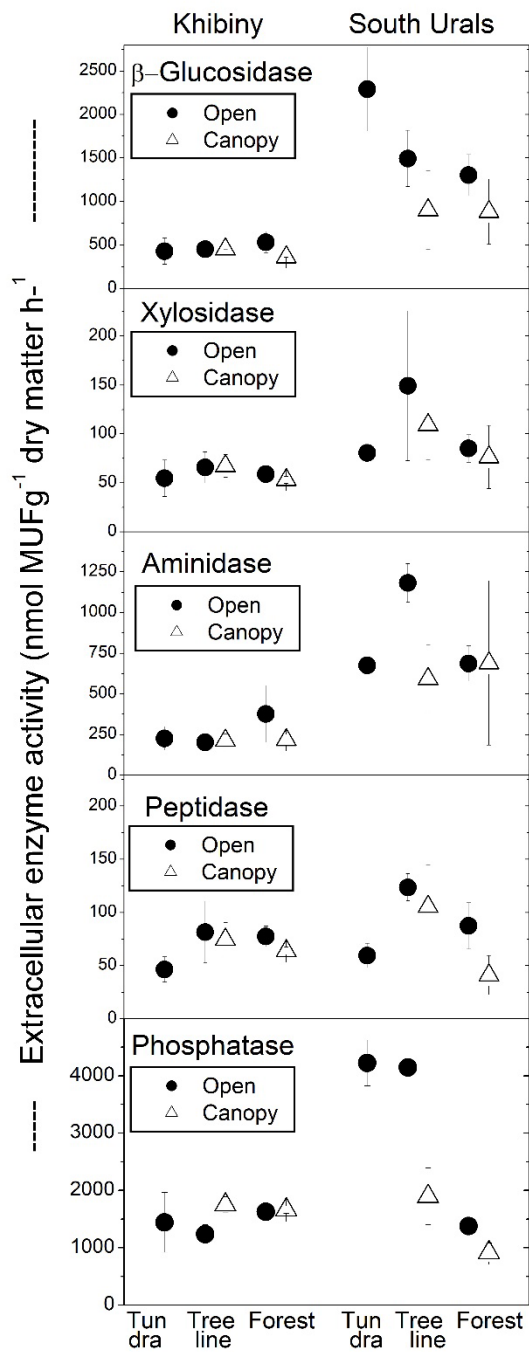 Khibiny South Urals
---- Extracellular enzyme activity (nmol MUFg-1 dry matter h-1 ----------
β–Glucosidase
Open
Canopy
2500
2000
1500
1000
500
0
Xylosidase
Open
Canopy
200
150
100
50
0
Aminidase
Open
Canopy
1250
1000
750
500
250
0
Peptidase
Open
Canopy
200
150
100
50
0
Phosphatase
Open
Canopy
4000
3000
2000
1000
0
Tun Tree Forest Tun Tree Forest
dra line dra line